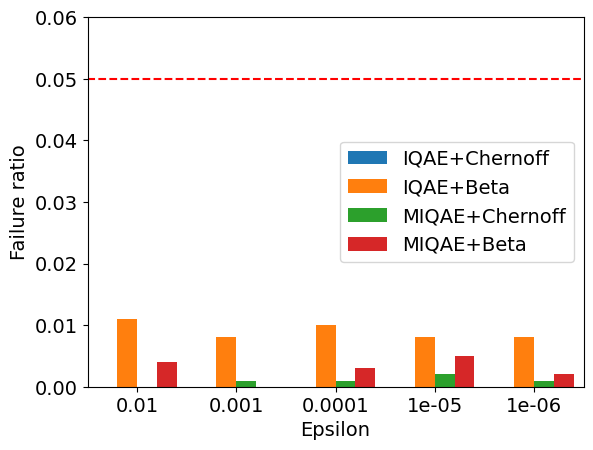 0.06
0.05
0.04
0.03
0.02
0.01
0.00
Failure ratio
IQAE+Chernoff
IQAE+Beta
MIQAE+Chernoff
MIQAE+Beta
0.01 0.001 0.0001 1e-05 1e-06
Epsilon